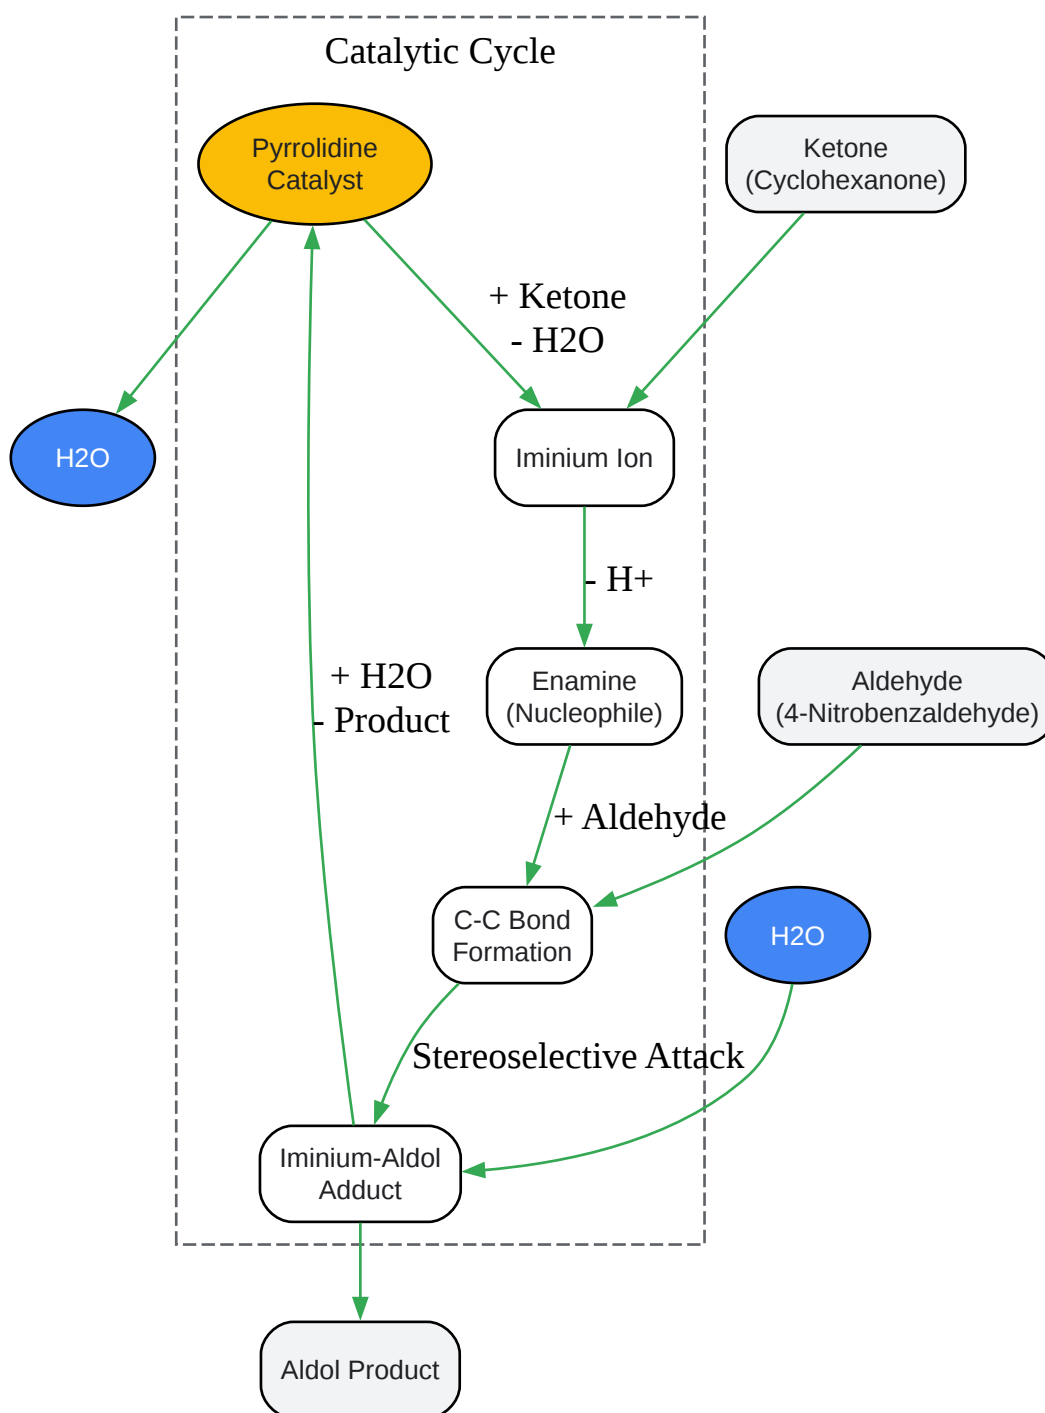 Catalytic Cycle
Pyrrolidine
Catalyst
Ketone
(Cyclohexanone)
+ Ketone
- H2O
H2O
Iminium Ion
- H+
+ H2O
- Product
Enamine
(Nucleophile)
Aldehyde
(4-Nitrobenzaldehyde)
+ Aldehyde
C-C Bond
Formation
H2O
Stereoselective Attack
Iminium-Aldol
Adduct
Aldol Product